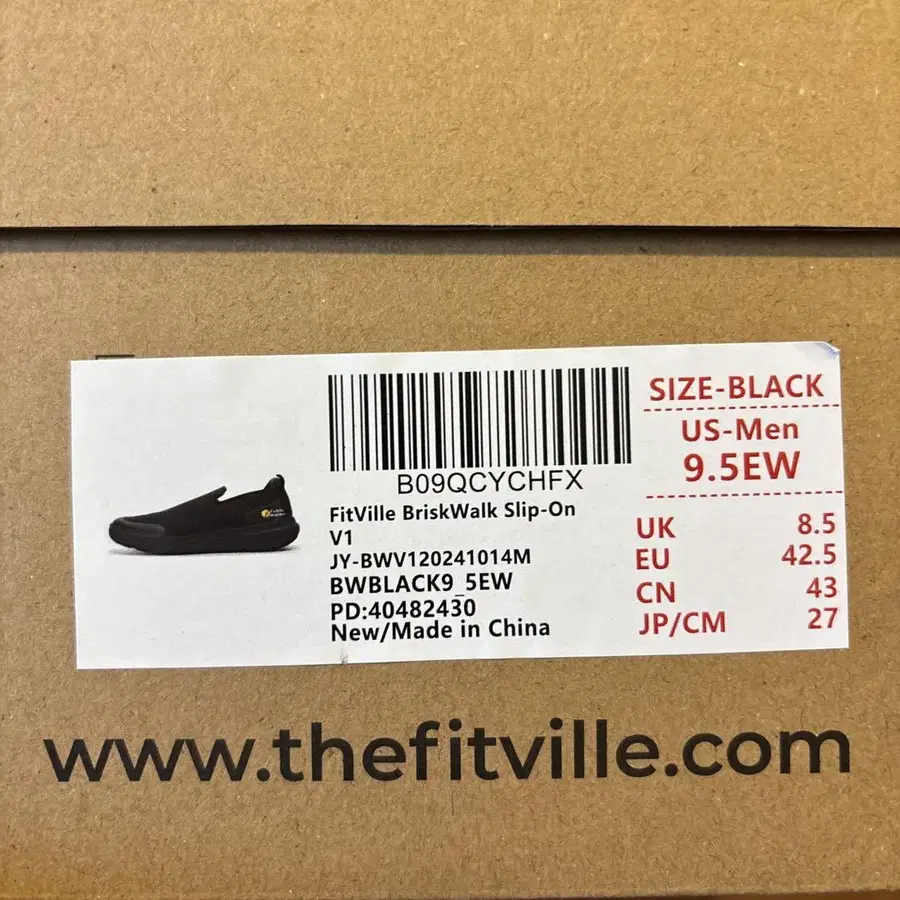 B09QCYCHFX
FitVille BriskWalk Slip-On
V1
JY-BWV120241014M
BWBLACK9_5EW
PD:40482430
New/Made in China
SIZE-BLACK
US-Men
9.5EW
UK 8.5
EU 42.5
CN 43
JP/CM 27
www.thefitville.com